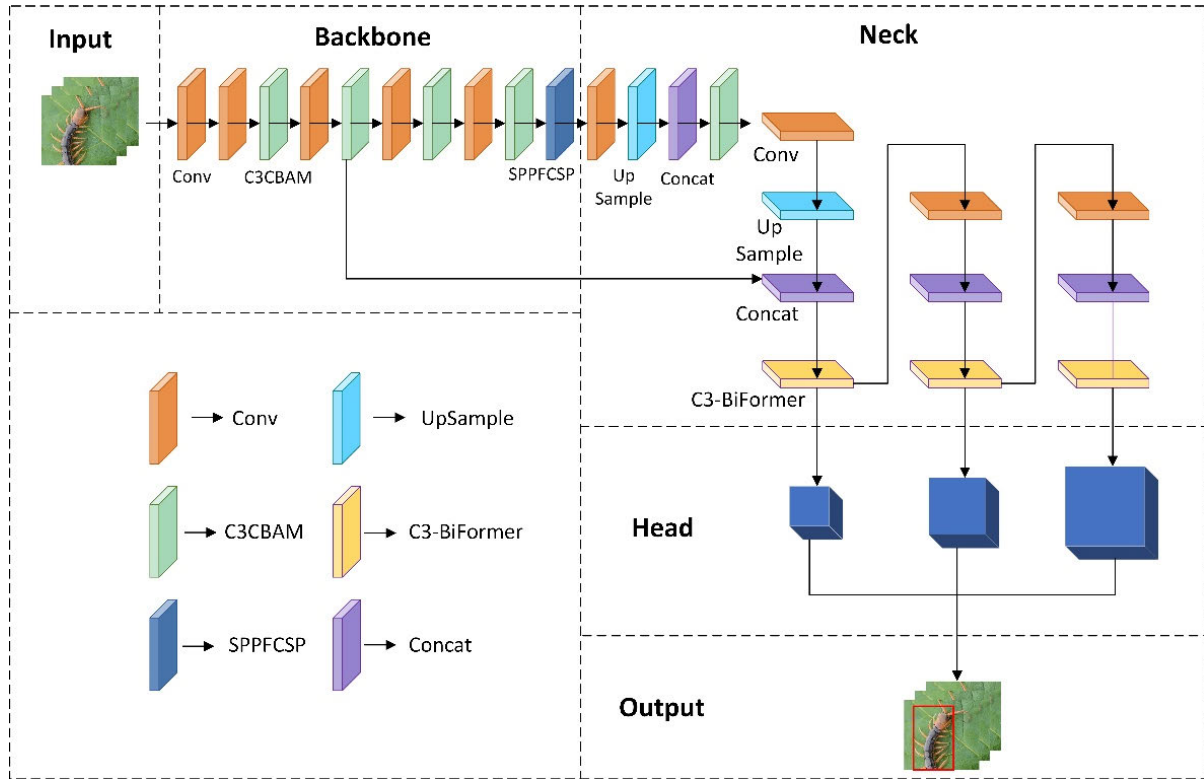 Input
Backbone
Neck
Conv
C3CBAM
SPPFCSP
Up
Sample
Concat
Conv
Up
Sample
Concat
C3-BiFormer
Conv
UpSample
C3CBAM
C3-BiFormer
SPPFCSP
Concat
Head
Output